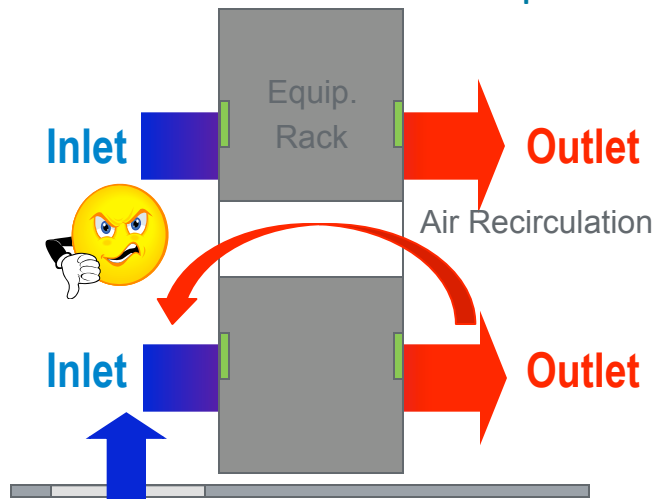 Equip.
Rack
Inlet
Outlet
Air Recirculation
Inlet
Outlet